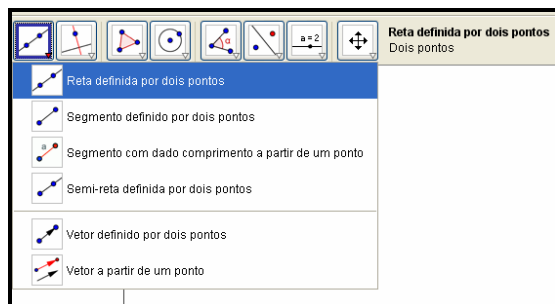 a = 2
Reta definida por dois pontos
Dois pontos
α
Reta definida por dois pontos
Segmento definido por dois pontos
a
Segmento com dado comprimento a partir de um ponto
Semi-reta definida por dois pontos
Vetor definido por dois pontos
Vetor a partir de um ponto